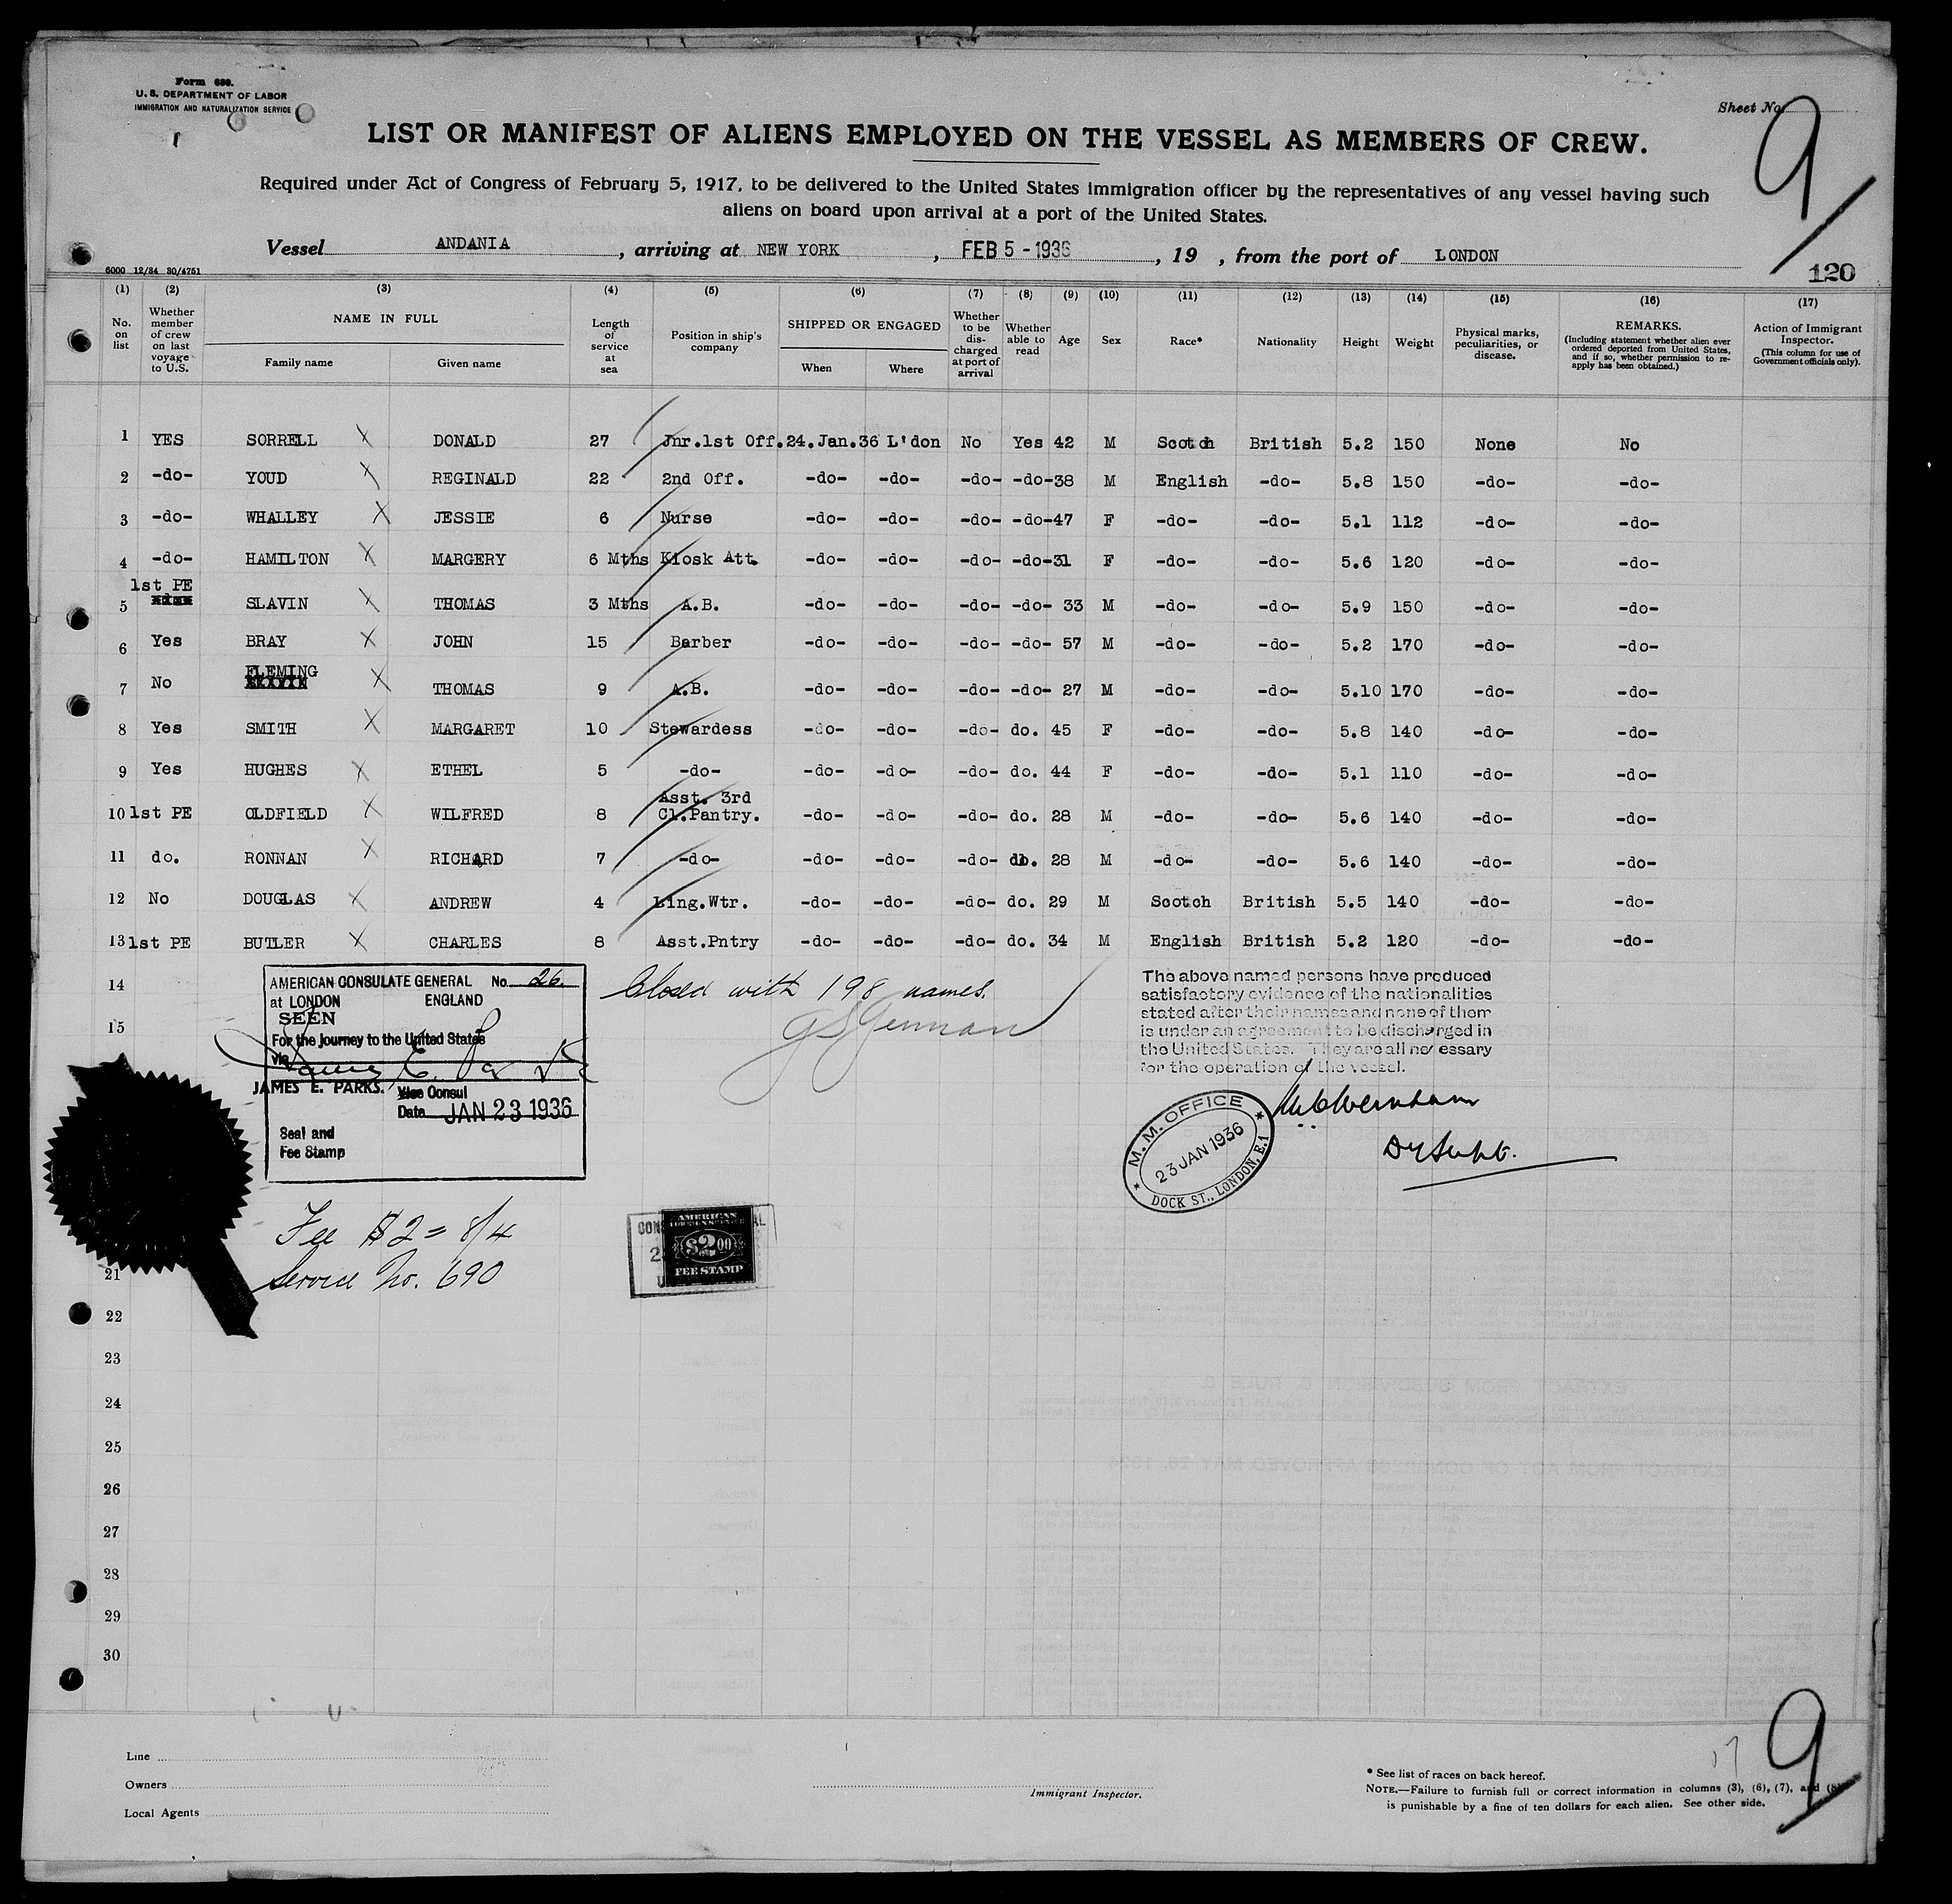 Form 689.
U. S. DEPARTMENT OF LABOR
IMMIGRATION AND NATURALIZATION SERVICE
Sheet No. 9
LIST OR MANIFEST OF ALIENS EMPLOYED ON THE VESSEL AS MEMBERS OF CREW.
Required under Act of Congress of February 5, 1917, to be delivered to the United States immigration officer by the representatives of any vessel having such
aliens on board upon arrival at a port of the United States.
Vessel ANDANIA, arriving at NEW YORK, FEB 5 - 1936, 19 , from the port of LONDON
6000 12/34 30/4751
120
(1) (2) (3) (4) (5) (6) (7) (8) (9) (10) (11) (12) (13) (14) (15) (16) (17)
No. on list | Whether member of crew on last voyage to U.S. | NAME IN FULL Family name Given name | Length of service at sea | Position in ship's company | SHIPPED OR ENGAGED When Where | Whether to be discharged at port of arrival | Whether able to read | Age | Sex | Race* | Nationality | Height | Weight | Physical marks, peculiarities, or disease. | REMARKS. (Including statement whether alien ever ordered deported from United States, and if so, whether permission to re-apply has been obtained.) | Action of Immigrant Inspector. (This column for use of Government officials only).
1 YES SORRELL X DONALD 27 Jnr.1st Off. 24.Jan.36 L'don No Yes 42 M Scotch British 5.2 150 None No
2 -do- YOUD X REGINALD 22 2nd Off. -do- -do- -do- -do- 38 M English -do- 5.8 150 -do- -do-
3 -do- WHALLEY X JESSIE 6 Nurse -do- -do- -do- -do- 47 F -do- -do- 5.1 112 -do- -do-
4 -do- HAMILTON X MARGERY 6 Mths Kiosk Att. -do- -do- -do- -do- 31 F -do- -do- 5.6 120 -do- -do-
5 1st PE SLAVIN X THOMAS 3 Mths A.B. -do- -do- -do- -do- 33 M -do- -do- 5.9 150 -do- -do-
6 Yes BRAY X JOHN 15 Barber -do- -do- -do- -do- 57 M -do- -do- 5.2 170 -do- -do-
7 No FLEMING X THOMAS 9 A.B. -do- -do- -do- -do- 27 M -do- -do- 5.10 170 -do- -do-
8 Yes SMITH X MARGARET 10 Stewardess -do- -do- -do- do. 45 F -do- -do- 5.8 140 -do- -do-
9 Yes HUGHES X ETHEL 5 -do- -do- -do- -do- do. 44 F -do- -do- 5.1 110 -do- -do-
10 1st PE OLDFIELD X WILFRED 8 Asst. 3rd Cl.Pantry. -do- -do- -do- do. 28 M -do- -do- 5.6 140 -do- -do-
11 do. RONNAN X RICHARD 7 -do- -do- -do- -do- do. 28 M -do- -do- 5.6 140 -do- -do-
12 No DOUGLAS X ANDREW 4 Ling.Wtr. -do- -do- -do- do. 29 M Scotch British 5.5 140 -do- -do-
13 1st PE BUTLER X CHARLES 8 Asst.Pntry -do- -do- -do- do. 34 M English British 5.2 120 -do- -do-
14
15
AMERICAN CONSULATE GENERAL No. 26
at LONDON ENGLAND
SEEN
For the journey to the United States
via
JAMES E. PARKS. Vice Consul
Date JAN 23 1936
Seal and
Fee Stamp
Closed with 198 names.
The above named persons have produced
satisfactory evidence of the nationalities
stated after their names and none of them
is under an agreement to be discharged in
the United States. They are all necessary
for the operation of the vessel.
M.M. OFFICE
23 JAN 1936
DOCK ST., LONDON, E.1
Dy Supt.
Fee $2 = 8/4
Service No. 690
AMERICAN
FOREIGN SERVICE
$2.00
FEE STAMP
21
22
23
24
25
26
27
28
29
30
Line
Owners
Local Agents
Immigrant Inspector.
* See list of races on back hereof.
NOTE.—Failure to furnish full or correct information in columns (3), (6), (7), and (8)
is punishable by a fine of ten dollars for each alien. See other side.
17
9